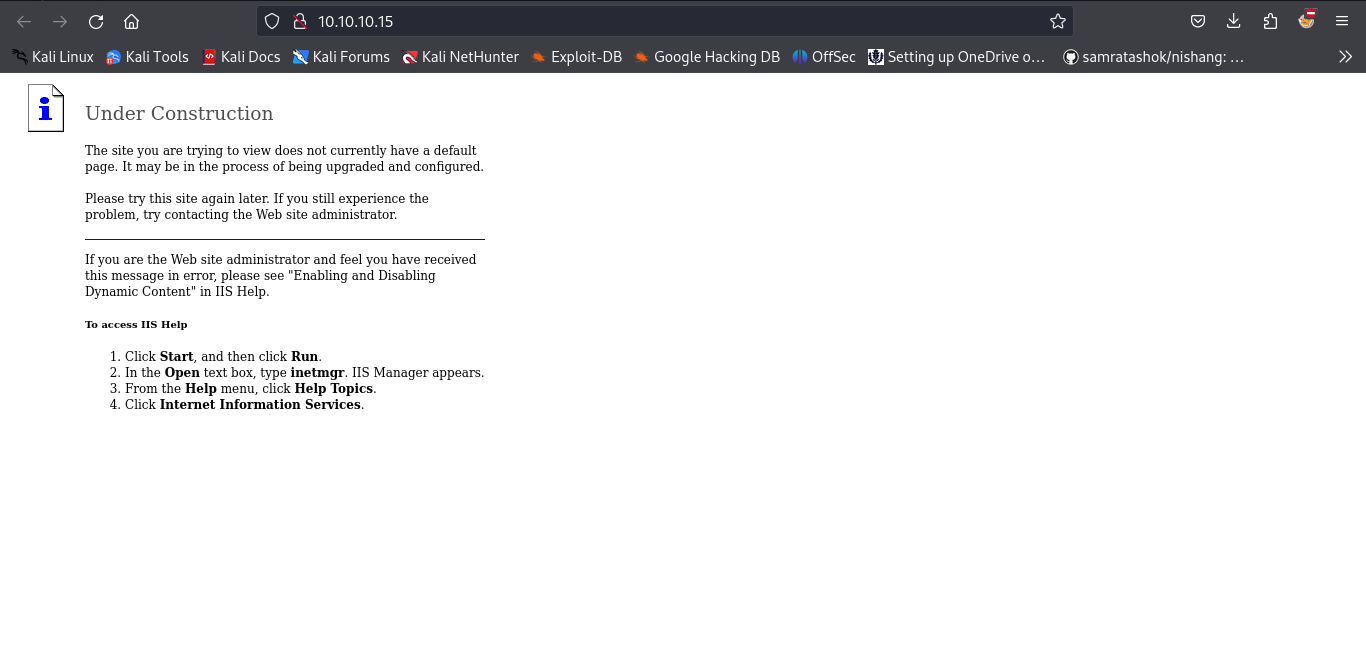 10.10.10.15
Kali Linux Kali Tools Kali Docs Kali Forums Kali NetHunter Exploit-DB Google Hacking DB OffSec Setting up OneDrive o... samratashok/nishang: ...
i
Under Construction
The site you are trying to view does not currently have a default
page. It may be in the process of being upgraded and configured.
Please try this site again later. If you still experience the
problem, try contacting the Web site administrator.
If you are the Web site administrator and feel you have received
this message in error, please see "Enabling and Disabling
Dynamic Content" in IIS Help.
To access IIS Help
1. Click Start, and then click Run.
2. In the Open text box, type inetmgr. IIS Manager appears.
3. From the Help menu, click Help Topics.
4. Click Internet Information Services.